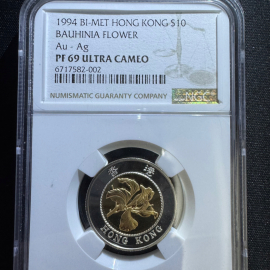 1994 BI-MET HONG KONG $10
BAUHINIA FLOWER
Au - Ag
PF 69 ULTRA CAMEO
6717582-002
NUMISMATIC GUARANTY COMPANY
NGC
香 港
HONG KONG